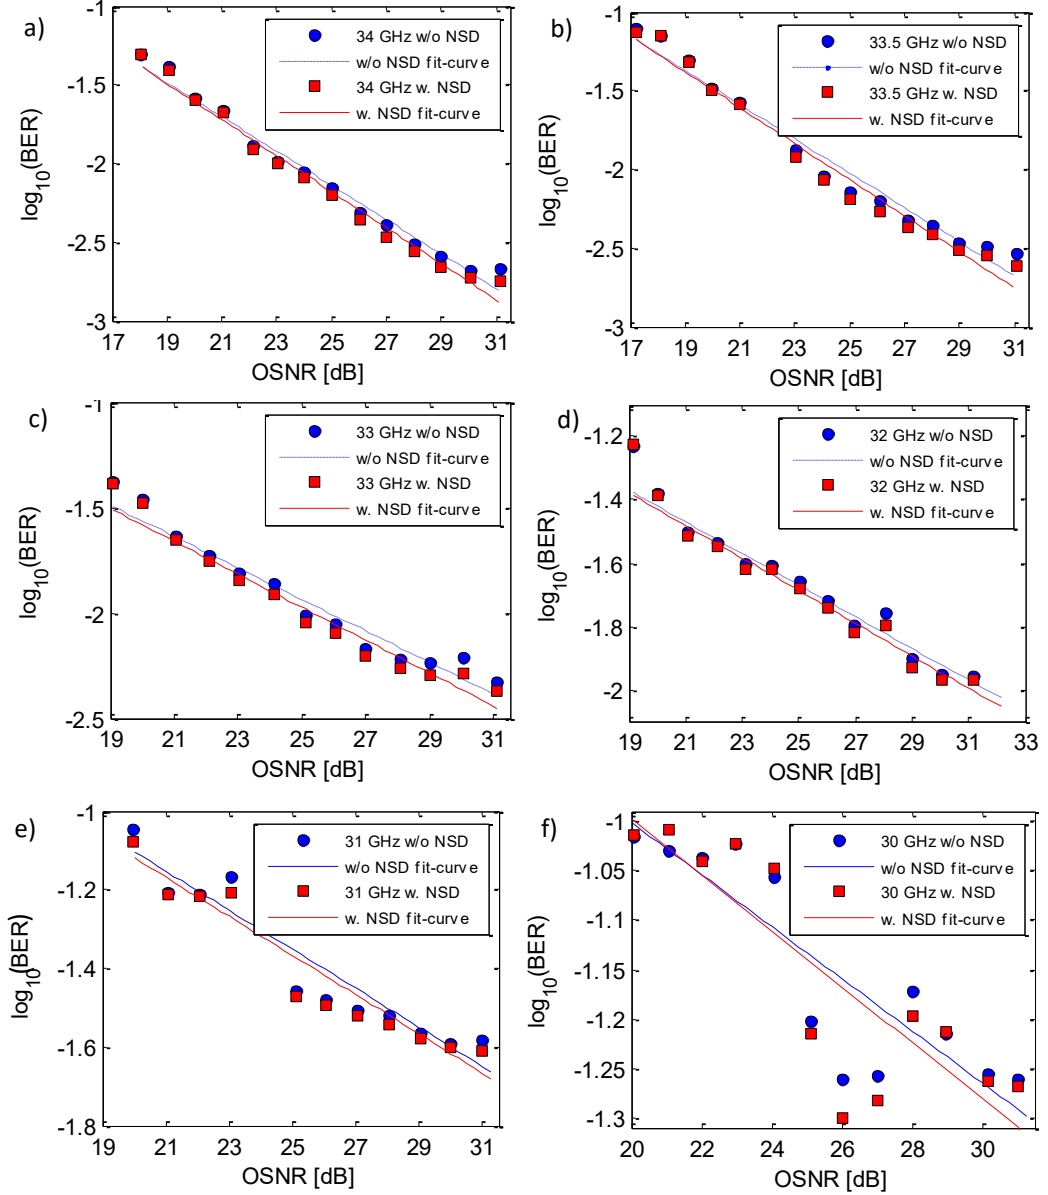 a)
34 GHz w/o NSD
w/o NSD fit-curve
34 GHz w. NSD
w. NSD fit-curve
-1
-1.5
-2
-2.5
-3
log10(BER)
17 19 21 23 25 27 29 31
OSNR [dB]
b)
33.5 GHz w/o NSD
w/o NSD fit-curve
33.5 GHz w. NSD
w. NSD fit-curve
-1
-1.5
-2
-2.5
-3
log10(BER)
17 19 21 23 25 27 29 31
OSNR [dB]
c)
33 GHz w/o NSD
w/o NSD fit-curve
33 GHz w. NSD
w. NSD fit-curve
-1
-1.5
-2
-2.5
log10(BER)
19 21 23 25 27 29 31
OSNR [dB]
d)
32 GHz w/o NSD
w/o NSD fit-curve
32 GHz w. NSD
w. NSD fit-curve
-1.2
-1.4
-1.6
-1.8
-2
log10(BER)
19 21 23 25 27 29 31 33
OSNR [dB]
e)
31 GHz w/o NSD
w/o NSD fit-curve
31 GHz w. NSD
w. NSD fit-curve
-1
-1.2
-1.4
-1.6
-1.8
log10(BER)
19 21 23 25 27 29 31
OSNR [dB]
f)
30 GHz w/o NSD
w/o NSD fit-curve
30 GHz w. NSD
w. NSD fit-curve
-1
-1.05
-1.1
-1.15
-1.2
-1.25
-1.3
log10(BER)
20 22 24 26 28 30
OSNR [dB]